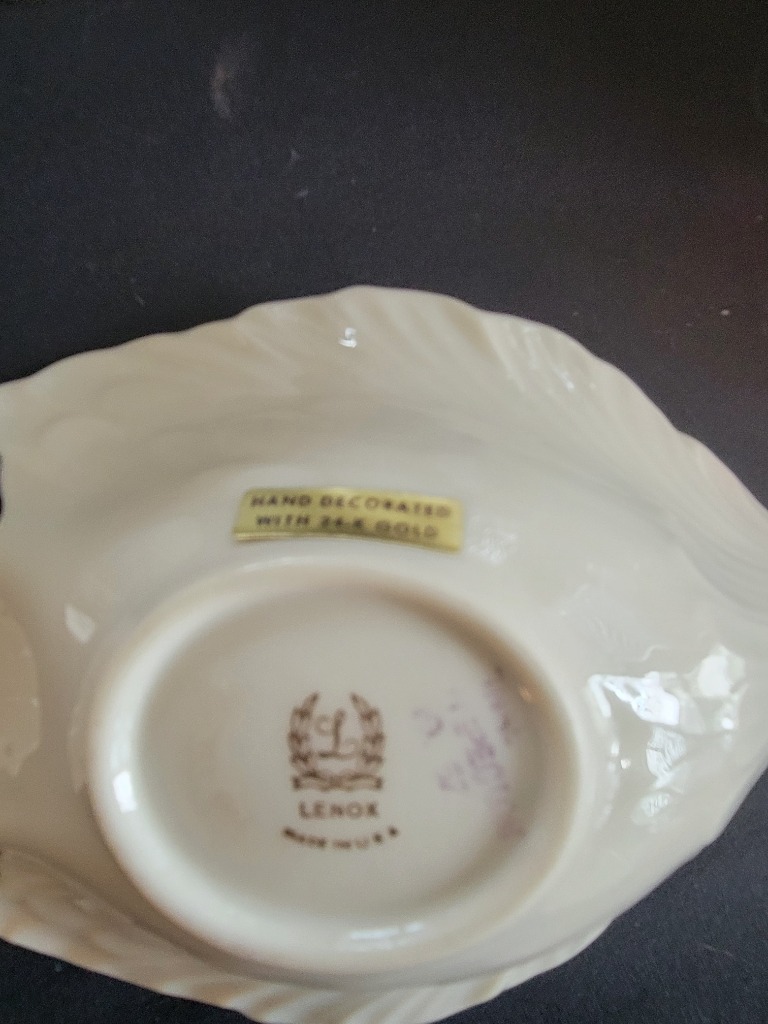 HAND DECORATED
WITH 24-K GOLD
L
LENOX
MADE IN U.S.A